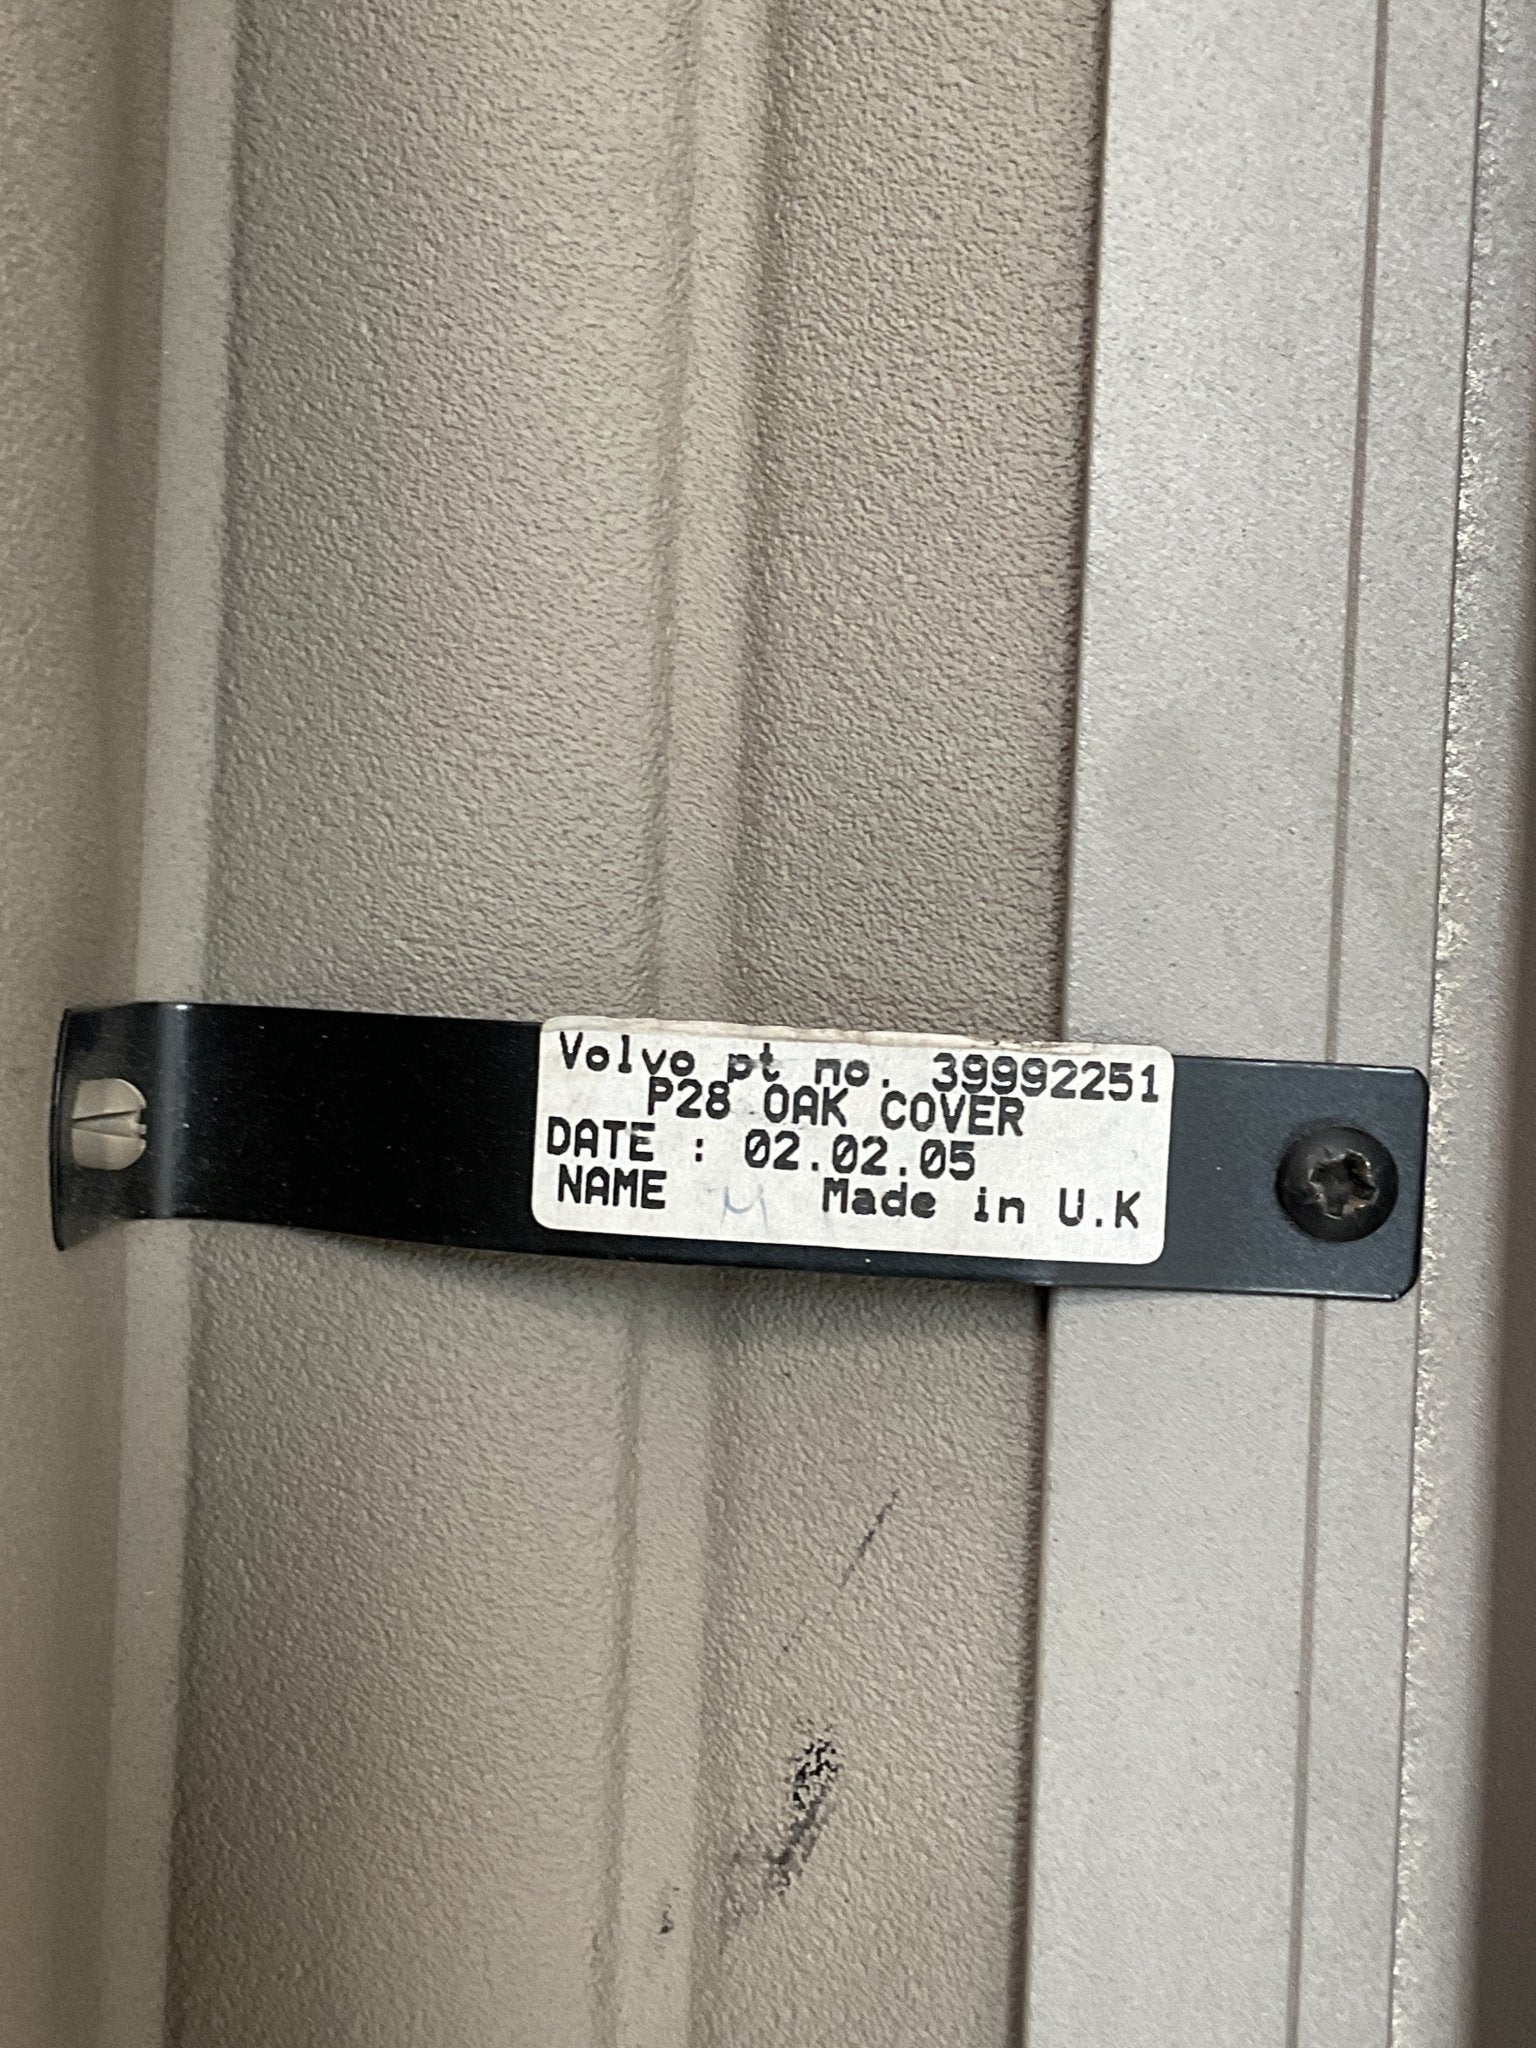 Volvo pt no. 39992251
P28 OAK COVER
DATE : 02.02.05
NAME M Made in U.K